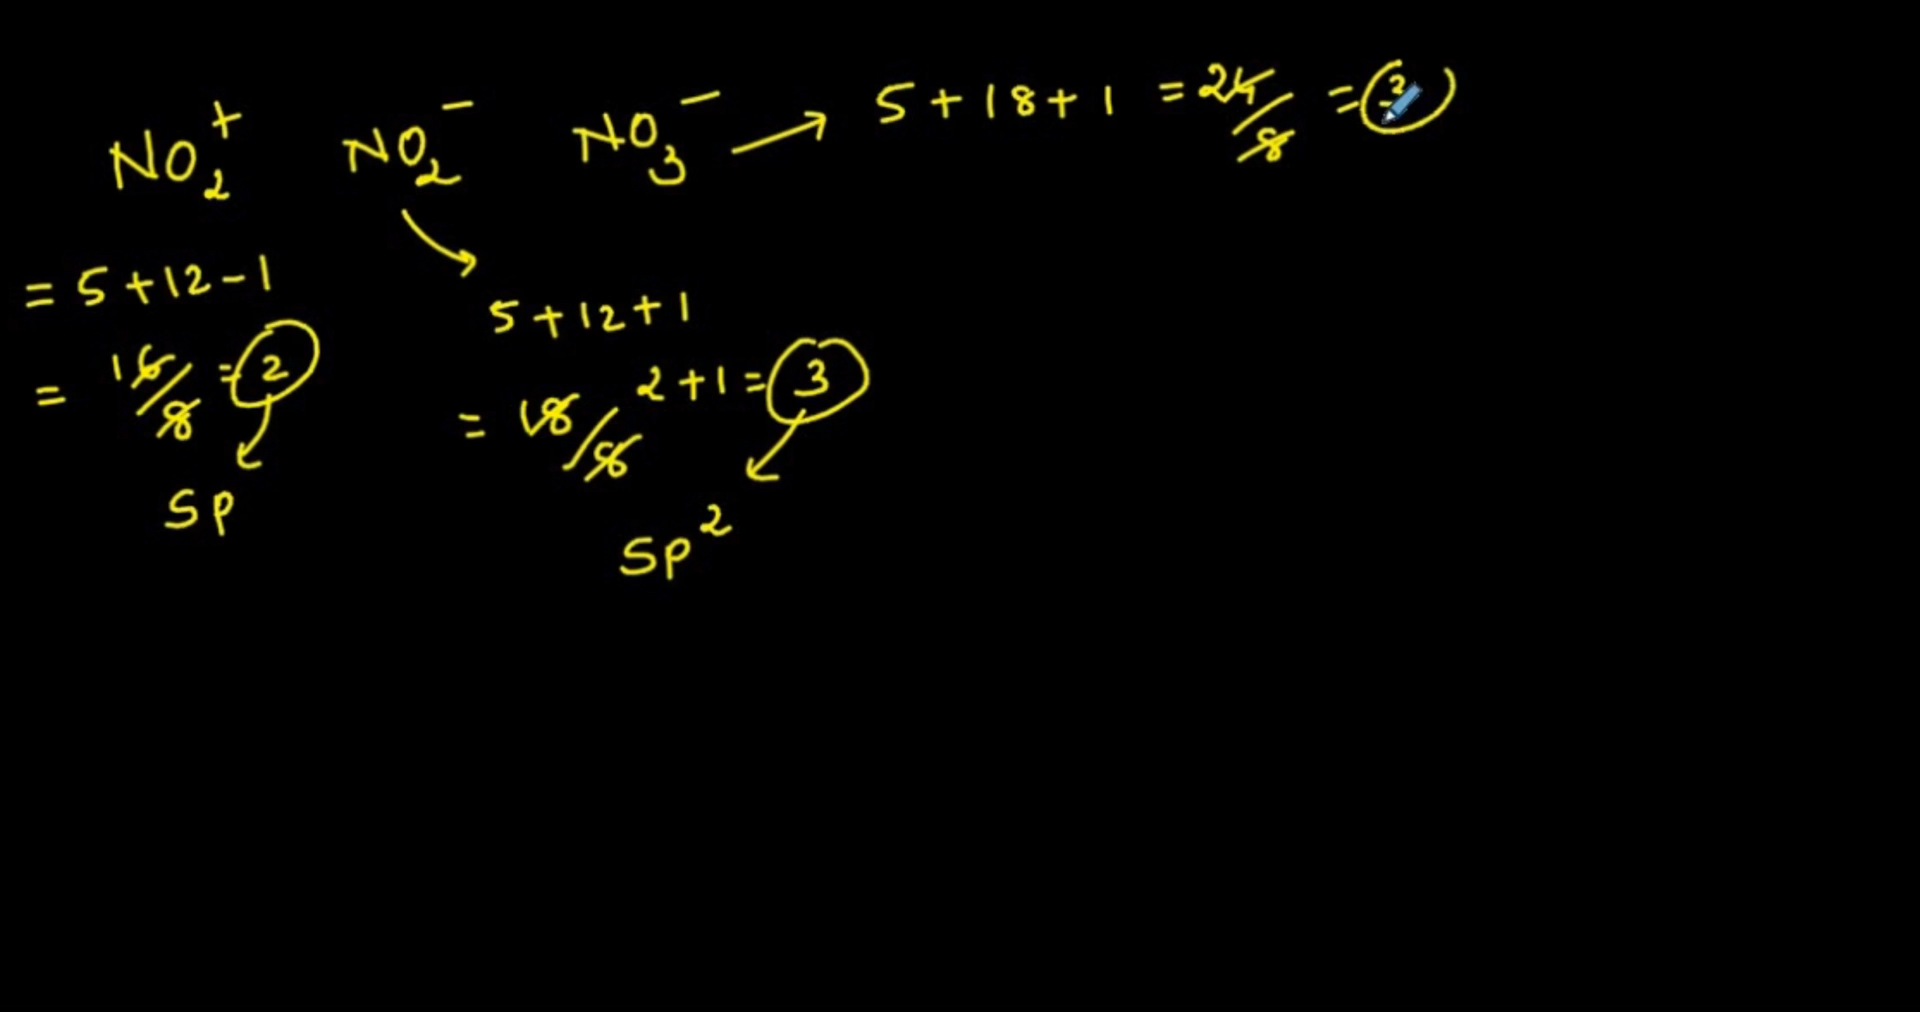 NO₂⁺ NO₂⁻ NO₃⁻ → 5 + 18 + 1 = 24/8 = 3
= 5 + 12 - 1
= 16/8 = 2
sp
5 + 12 + 1
= 18/8 2 + 1 = 3
sp²